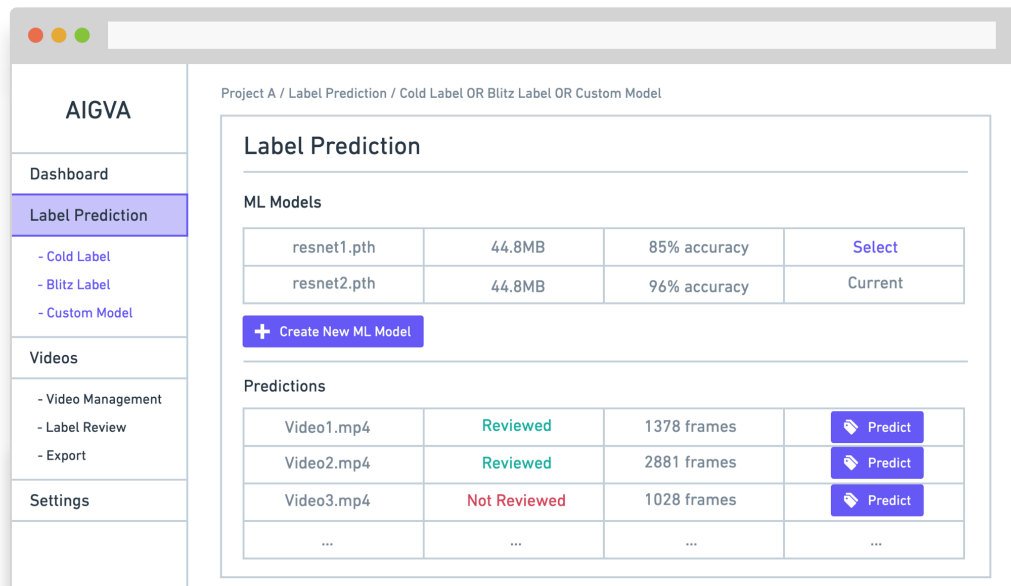 AIGVA
Dashboard
Label Prediction
- Cold Label
- Blitz Label
- Custom Model
Videos
- Video Management
- Label Review
- Export
Settings
Project A / Label Prediction / Cold Label OR Blitz Label OR Custom Model
Label Prediction
ML Models
resnet1.pth 44.8MB 85% accuracy Select
resnet2.pth 44.8MB 96% accuracy Current
Create New ML Model
Predictions
Video1.mp4 Reviewed 1378 frames Predict
Video2.mp4 Reviewed 2881 frames Predict
Video3.mp4 Not Reviewed 1028 frames Predict
... ... ... ...